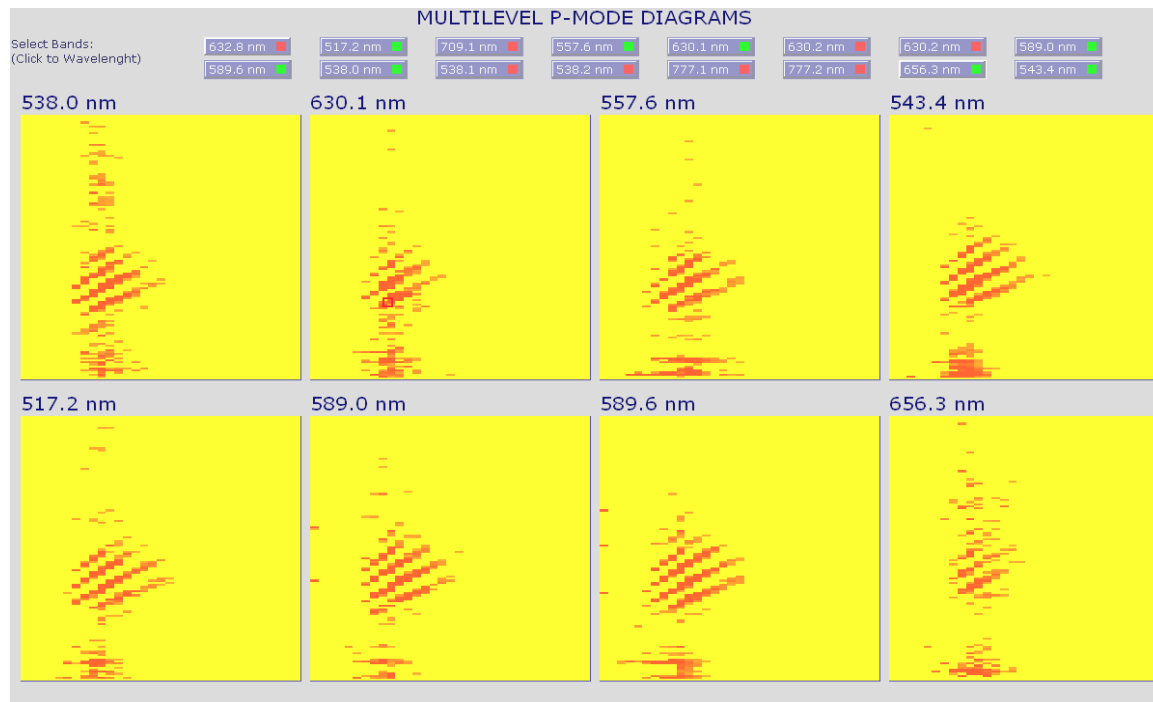 MULTILEVEL P-MODE DIAGRAMS
Select Bands:
(Click to Wavelenght)
632.8 nm 517.2 nm 709.1 nm 557.6 nm 630.1 nm 630.2 nm 630.2 nm 589.0 nm
589.6 nm 538.0 nm 538.1 nm 538.2 nm 777.1 nm 777.2 nm 656.3 nm 543.4 nm
538.0 nm 630.1 nm 557.6 nm 543.4 nm
517.2 nm 589.0 nm 589.6 nm 656.3 nm